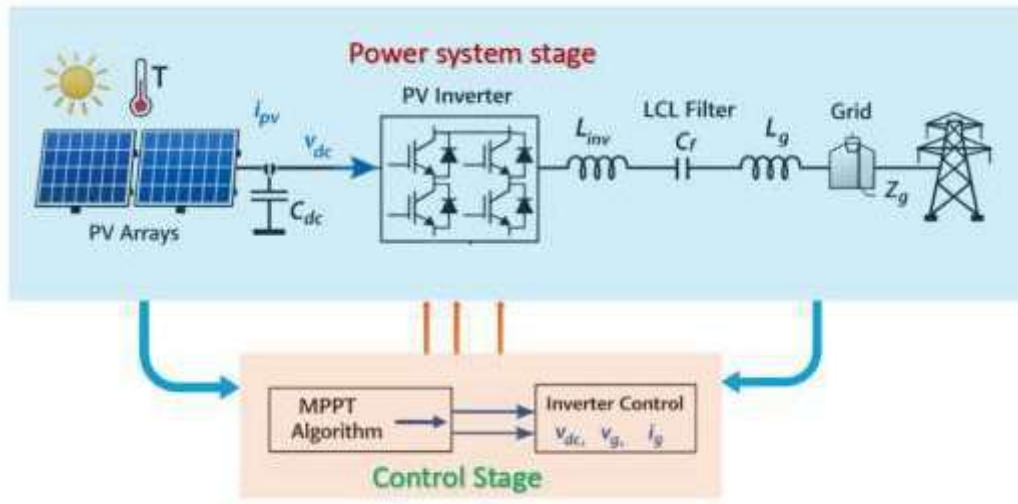 Power system stage
T
i_pv
v_dc
PV Inverter
LCL Filter
Grid
L_inv
C_f
L_g
C_dc
Z_g
PV Arrays
MPPT
Algorithm
Inverter Control
v_dc, v_g, i_g
Control Stage